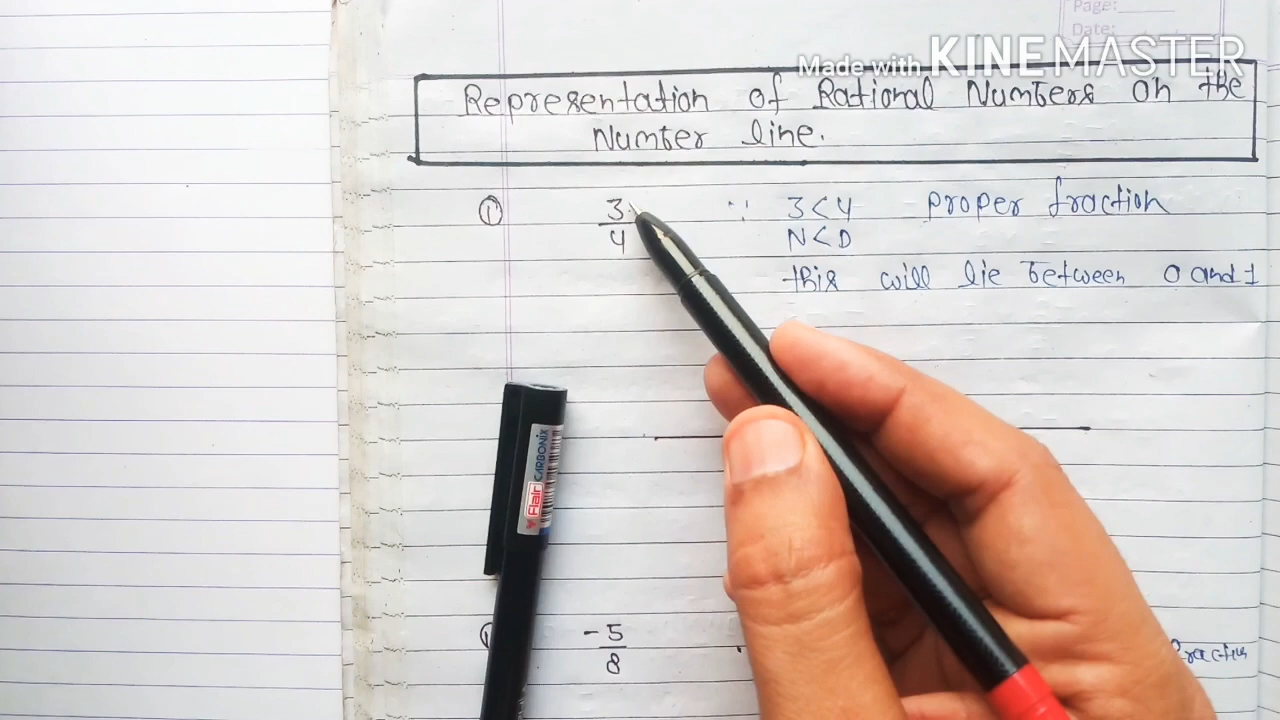 Page:
Date:
Made with KINEMASTER
Representation of Rational Numbers on the
Number line.
① 3/4 ∵ 3<4 proper fraction
N<D
this will lie between 0 and 1
Flair CARBONIX
-5/8
fraction